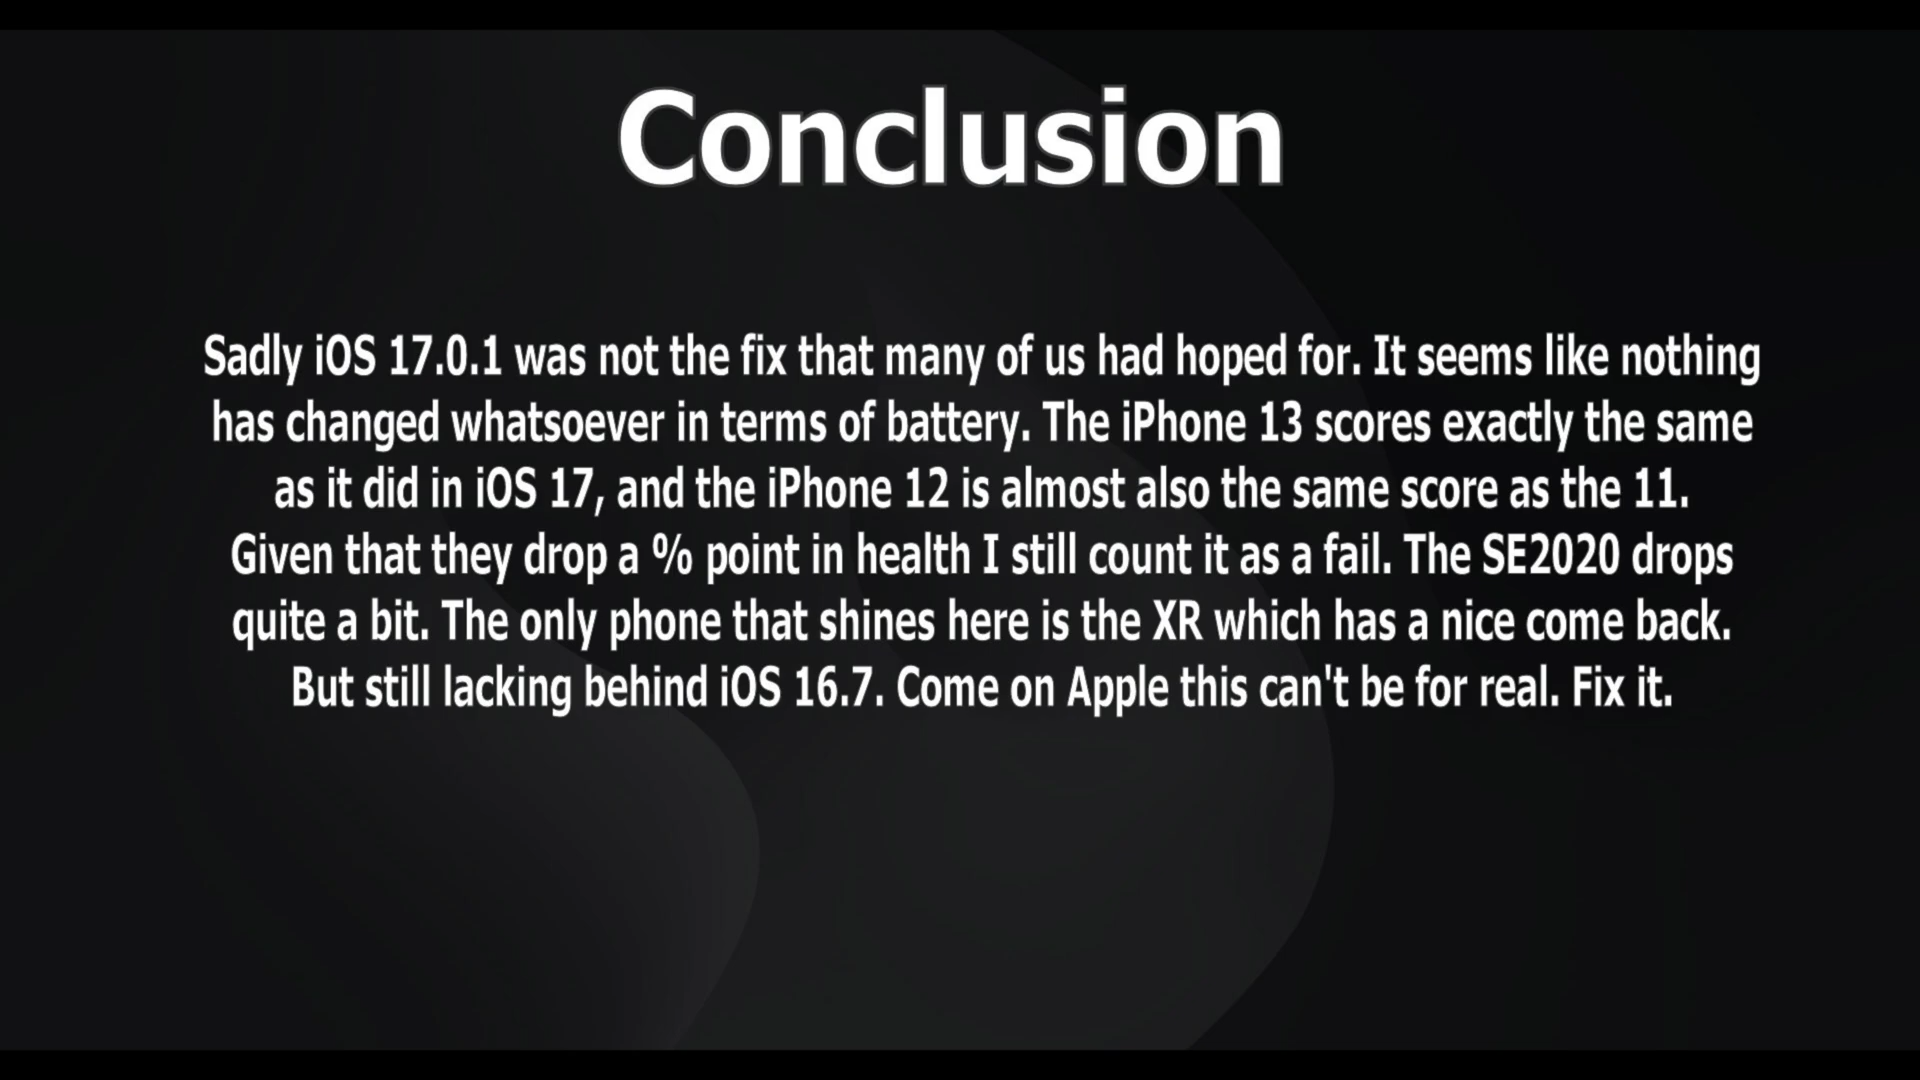 Conclusion
Sadly iOS 17.0.1 was not the fix that many of us had hoped for. It seems like nothing
has changed whatsoever in terms of battery. The iPhone 13 scores exactly the same
as it did in iOS 17, and the iPhone 12 is almost also the same score as the 11.
Given that they drop a % point in health I still count it as a fail. The SE2020 drops
quite a bit. The only phone that shines here is the XR which has a nice come back.
But still lacking behind iOS 16.7. Come on Apple this can't be for real. Fix it.